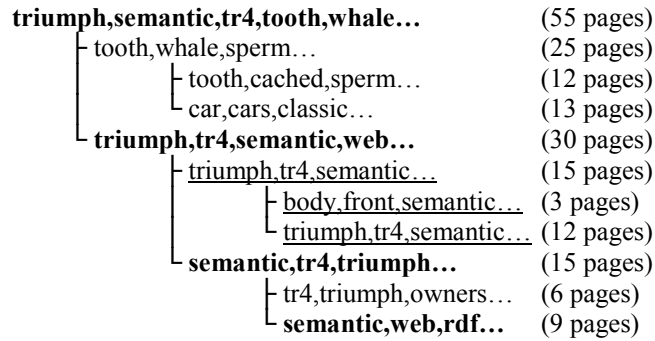 triumph,semantic,tr4,tooth,whale… (55 pages)
tooth,whale,sperm… (25 pages)
tooth,cached,sperm… (12 pages)
car,cars,classic… (13 pages)
triumph,tr4,semantic,web… (30 pages)
triumph,tr4,semantic… (15 pages)
body,front,semantic… (3 pages)
triumph,tr4,semantic… (12 pages)
semantic,tr4,triumph… (15 pages)
tr4,triumph,owners… (6 pages)
semantic,web,rdf… (9 pages)